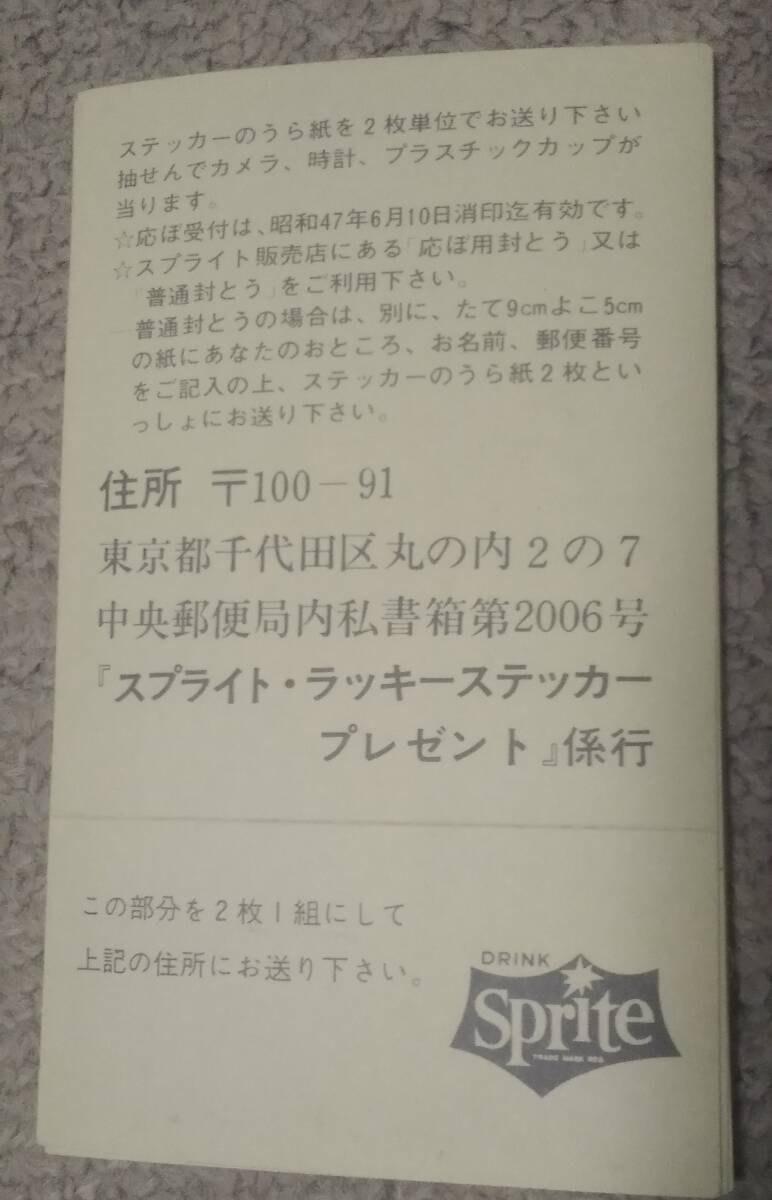 ステッカーのうら紙を2枚単位でお送り下さい
抽せんでカメラ、時計、プラスチックカップが
当ります。
☆応ぼ受付は、昭和47年6月10日消印迄有効です。
☆スプライト販売店にある「応ぼ用封とう」又は
「普通封とう」をご利用下さい。
普通封とうの場合は、別に、たて9cmよこ5cm
の紙にあなたのおところ、お名前、郵便番号
をご記入の上、ステッカーのうら紙2枚とい
っしょにお送り下さい。
住所 〒100-91
東京都千代田区丸の内2の7
中央郵便局内私書箱第2006号
『スプライト・ラッキーステッカー
プレゼント』係行
この部分を2枚1組にして
上記の住所にお送り下さい。
DRINK
Sprite
TRADE MARK REG